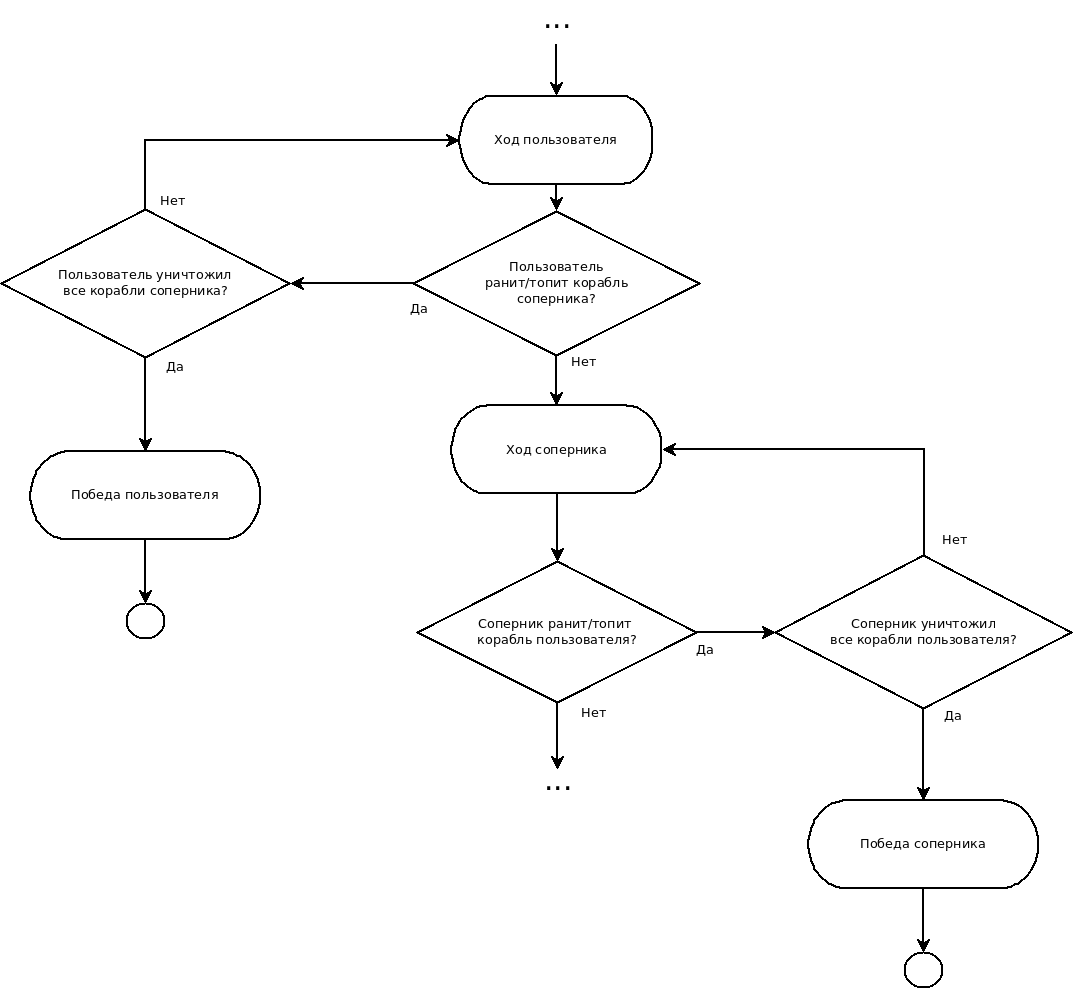 ...
Ход пользователя
Нет
Пользователь уничтожил
все корабли соперника?
Пользователь
ранит/топит корабль
соперника?
Да
Да
Нет
Ход соперника
Победа пользователя
Нет
Соперник ранит/топит
корабль пользователя?
Да
Соперник уничтожил
все корабли пользователя?
Нет
Да
...
Победа соперника